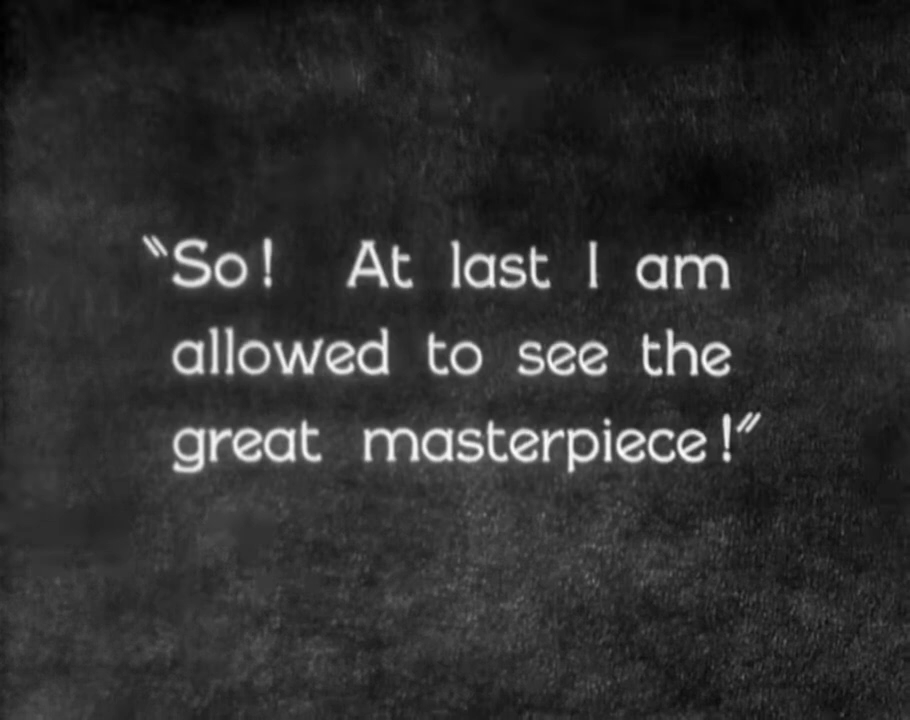 “So! At last I am
allowed to see the
great masterpiece!”